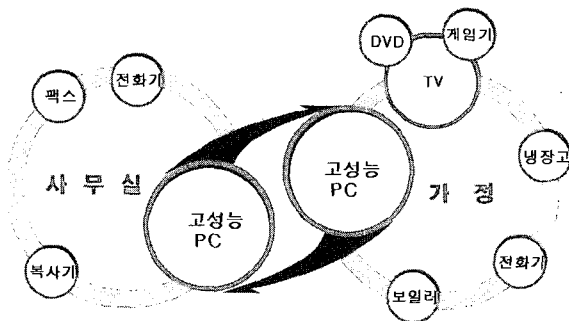 DVD
게임기
TV
팩스
전화기
냉장고
사 무 실
고성능
PC
고성능
PC
가 정
복사기
보일러
전화기